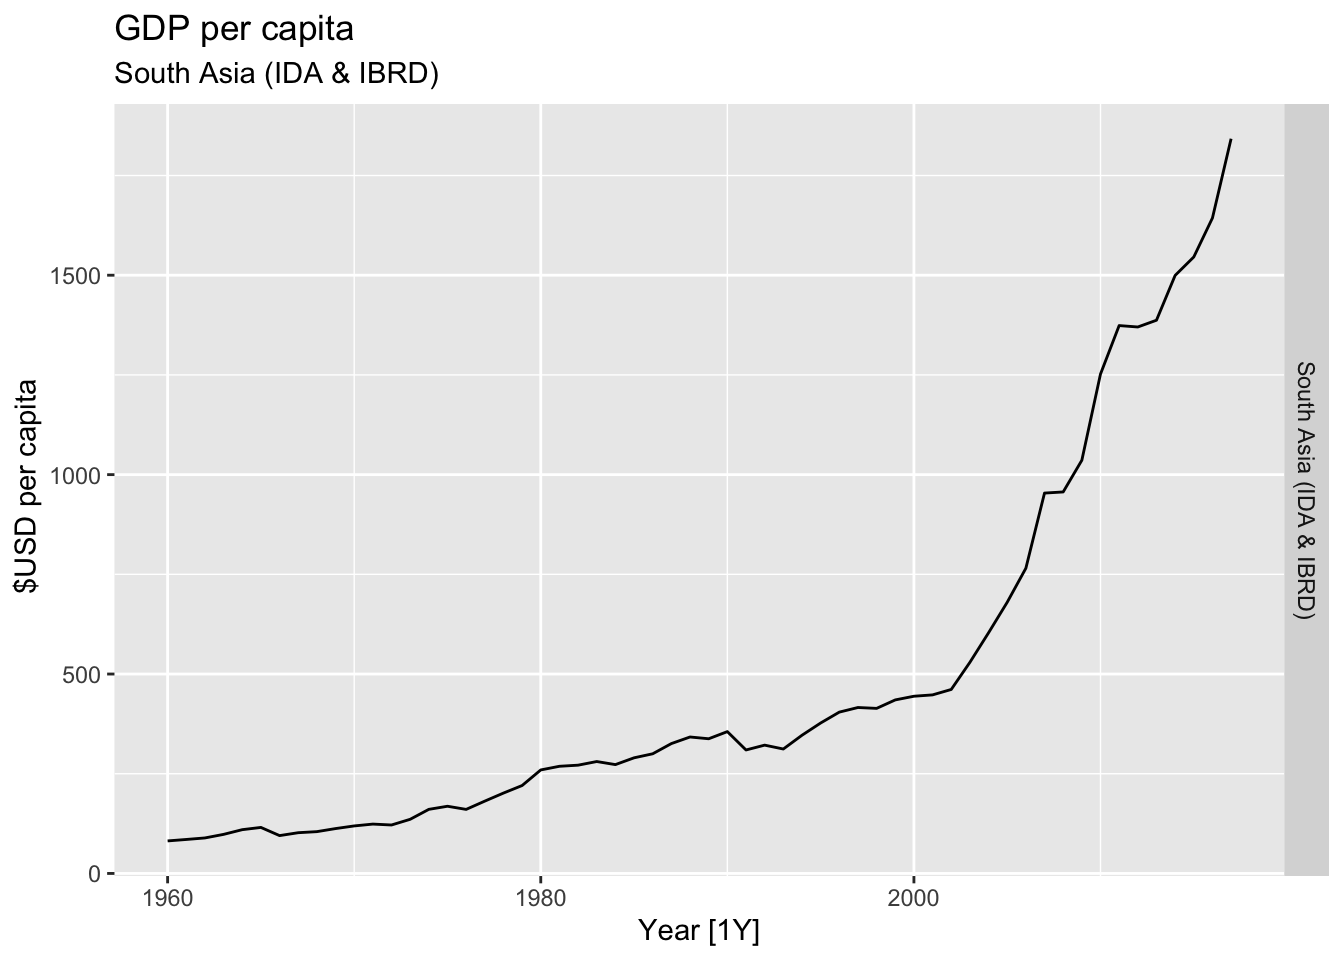 GDP per capita
South Asia (IDA & IBRD)
$USD per capita
1500
1000
500
0
1960
1980
2000
Year [1Y]
South Asia (IDA & IBRD)